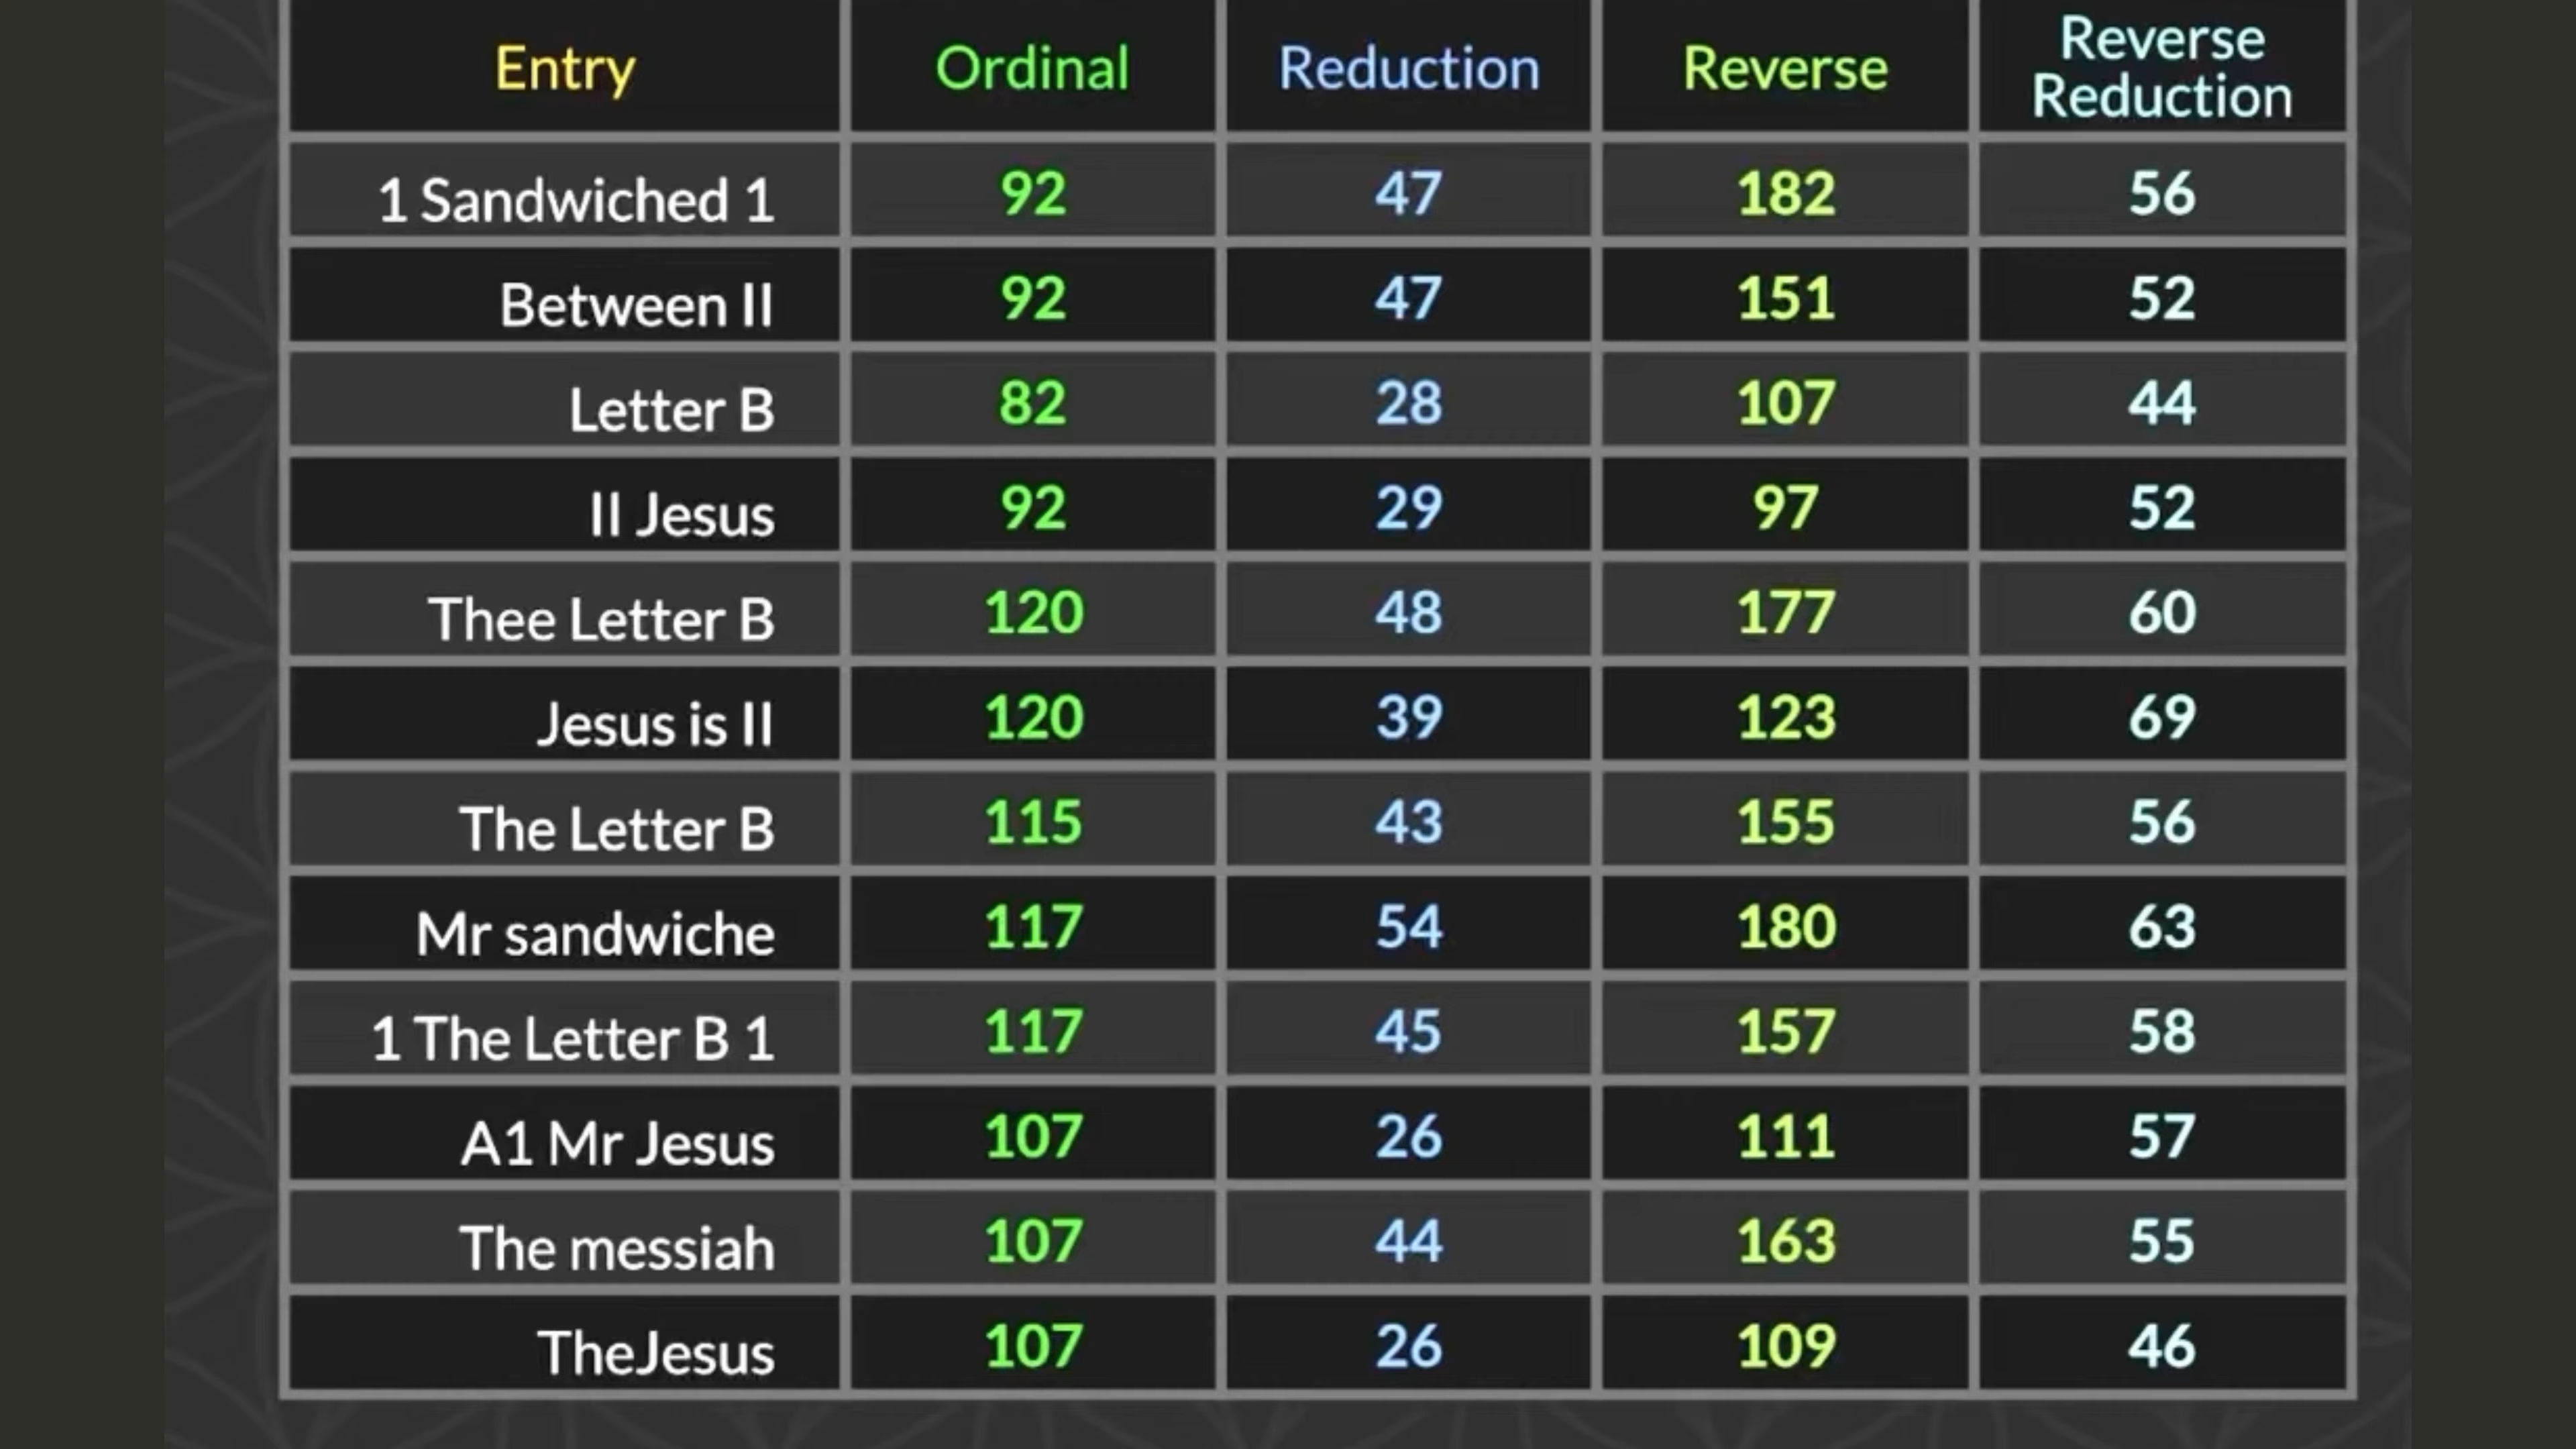 Entry Ordinal Reduction Reverse Reverse Reduction
1 Sandwiched 1 92 47 182 56
Between II 92 47 151 52
Letter B 82 28 107 44
II Jesus 92 29 97 52
Thee Letter B 120 48 177 60
Jesus is II 120 39 123 69
The Letter B 115 43 155 56
Mr sandwiche 117 54 180 63
1 The Letter B 1 117 45 157 58
A1 Mr Jesus 107 26 111 57
The messiah 107 44 163 55
TheJesus 107 26 109 46